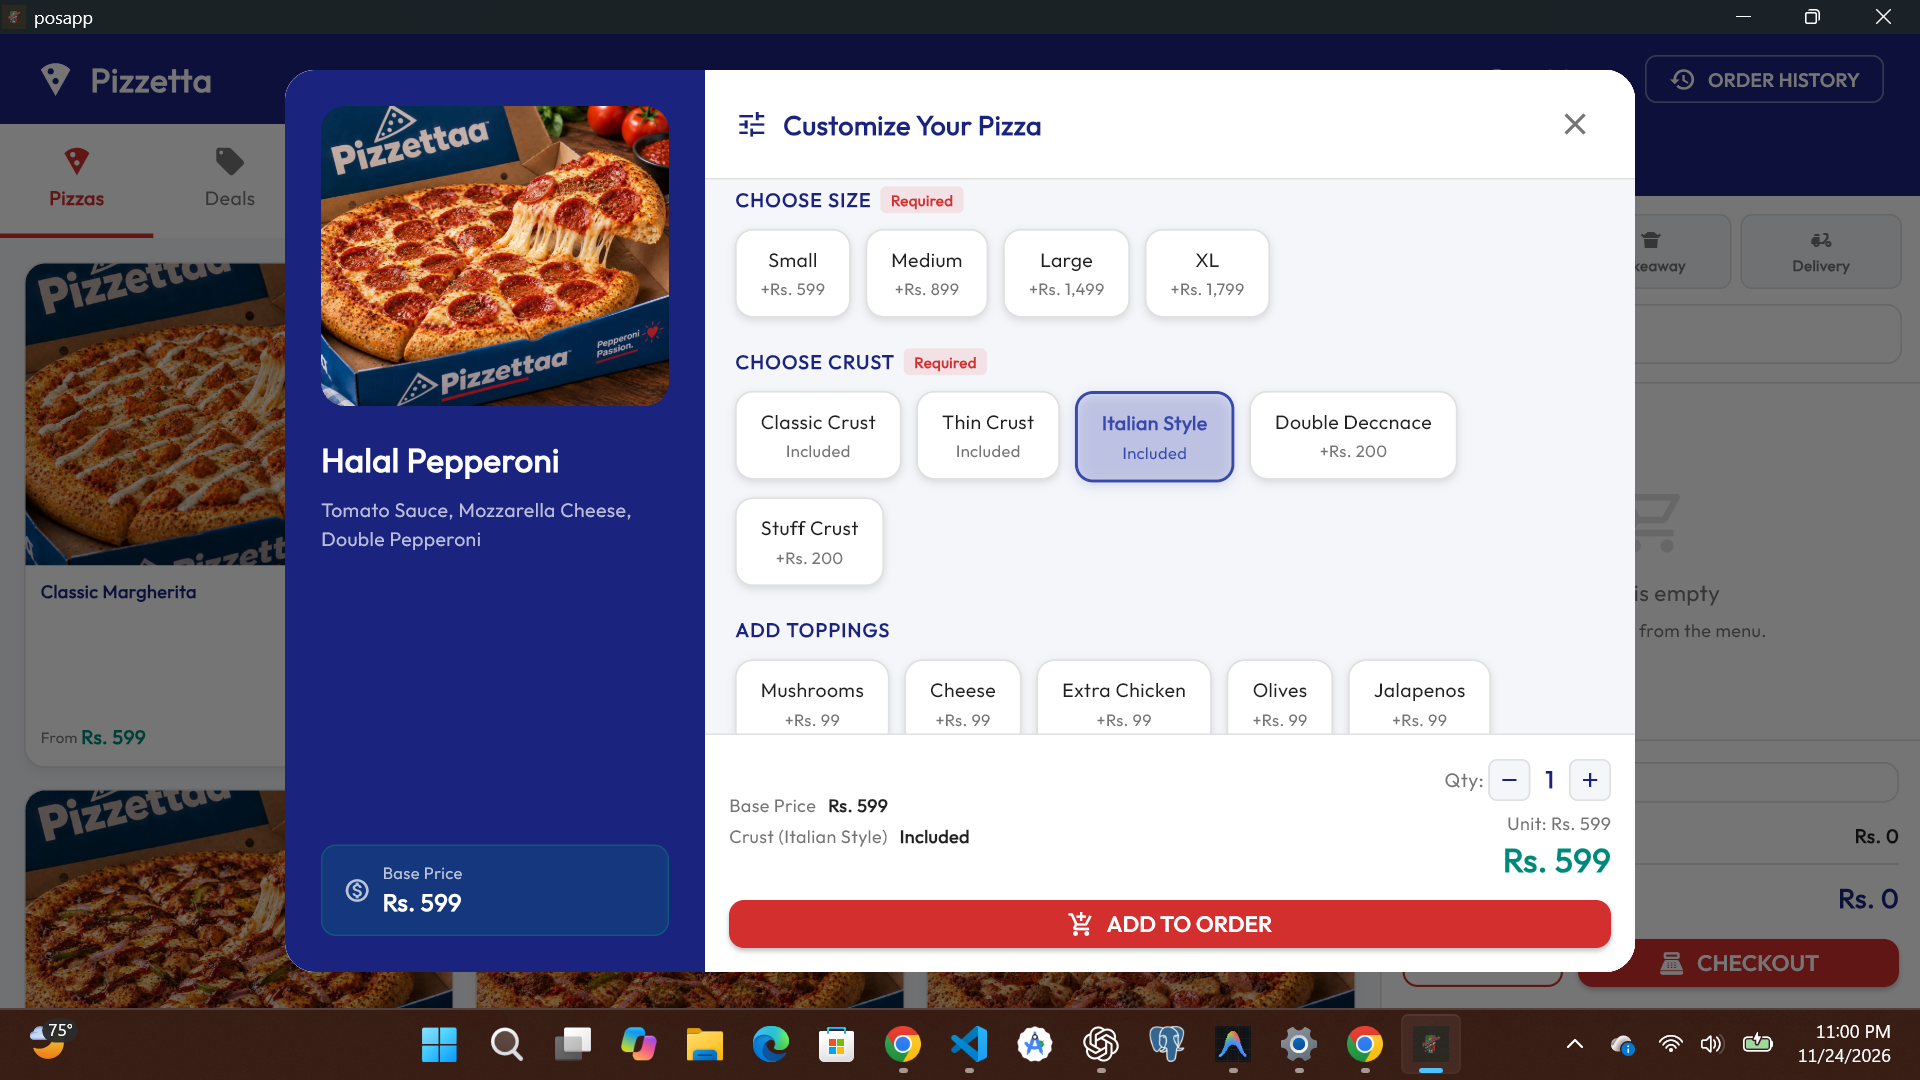 posapp
Pizzetta
ORDER HISTORY
Pizzas
Deals
Pizzettaa
Classic Margherita
From Rs. 599
Pizzettaa
Pizzettaa
Pepperoni
Passion.
Pizzettaa
Halal Pepperoni
Tomato Sauce, Mozzarella Cheese,
Double Pepperoni
Base Price
Rs. 599
Customize Your Pizza
CHOOSE SIZE Required
Small Medium Large XL
+Rs. 599 +Rs. 899 +Rs. 1,499 +Rs. 1,799
CHOOSE CRUST Required
Classic Crust Thin Crust Italian Style Double Deccnace
Included Included Included +Rs. 200
Stuff Crust
+Rs. 200
ADD TOPPINGS
Mushrooms Cheese Extra Chicken Olives Jalapenos
+Rs. 99 +Rs. 99 +Rs. 99 +Rs. 99 +Rs. 99
Qty: 1
Base Price Rs. 599
Crust (Italian Style) Included
Unit: Rs. 599
Rs. 599
ADD TO ORDER
keaway
Delivery
is empty
from the menu.
Rs. 0
Rs. 0
CHECKOUT
75°
11:00 PM
11/24/2026